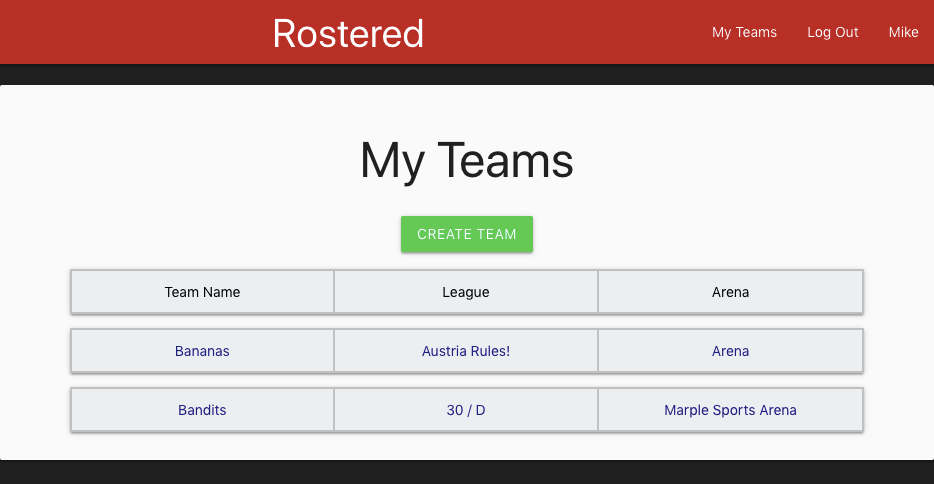 Rostered
My Teams Log Out Mike
My Teams
CREATE TEAM
Team Name League Arena
Bananas Austria Rules! Arena
Bandits 30 / D Marple Sports Arena